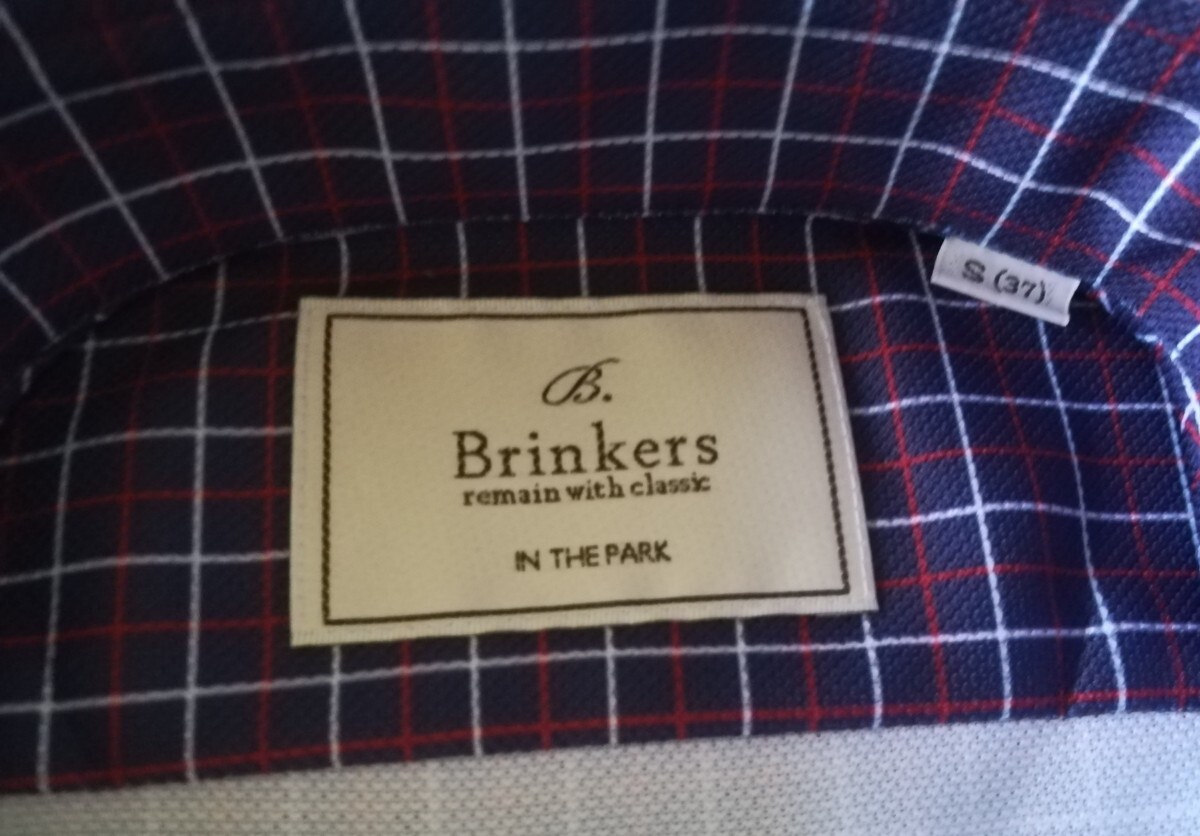 S (37)
B.
Brinkers
remain with classic
IN THE PARK